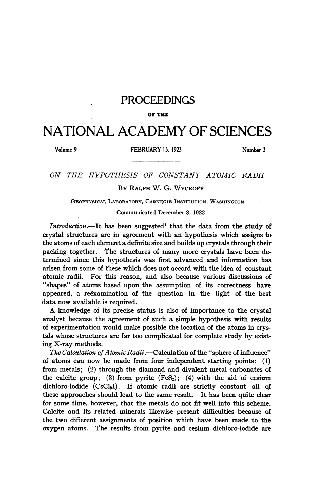 PROCEEDINGS
OF THE
NATIONAL ACADEMY OF SCIENCES
Volume 9 FEBRUARY 15, 1923 Number 2
ON THE HYPOTHESIS OF CONSTANT ATOMIC RADII
BY RALPH W. G. WYCKOFF
GEOPHYSICAL LABORATORY, CARNEGIE INSTITUTION, WASHINGTON
Communicated December 8, 1922
Introduction.—It has been suggested¹ that the data from the study of
crystal structures are in agreement with an hypothesis which assigns to
the atoms of each element a definite size and builds up crystals through their
packing together. The structures of many more crystals have been de-
termined since this hypothesis was first advanced and information has
arisen from some of these which does not accord with the idea of constant
atomic radii. For this reason, and also because various discussions of
"shapes" of atoms based upon the assumption of its correctness have
appeared, a reëxamination of the question in the light of the best
data now available is required.
A knowledge of its precise status is also of importance to the crystal
analyst because the agreement of such a simple hypothesis with results
of experimentation would make possible the location of the atoms in crys-
tals whose structures are far too complicated for complete study by exist-
ing X-ray methods.
The Calculation of Atomic Radii.—Calculation of the "sphere of influence"
of atoms can now be made from four independent starting points: (1)
from metals; (2) through the diamond and divalent metal carbonates of
the calcite group; (3) from pyrite (FeS₂); (4) with the aid of cesium
dichloro-iodide (CsCl₂I). If atomic radii are strictly constant all of
these approaches should lead to the same result. It has been quite clear
for some time, however, that the metals do not fit well into this scheme.
Calcite and its related minerals likewise present difficulties because of
the two different assignments of position which have been made to the
oxygen atoms. The results from pyrite and cesium dichloro-iodide are